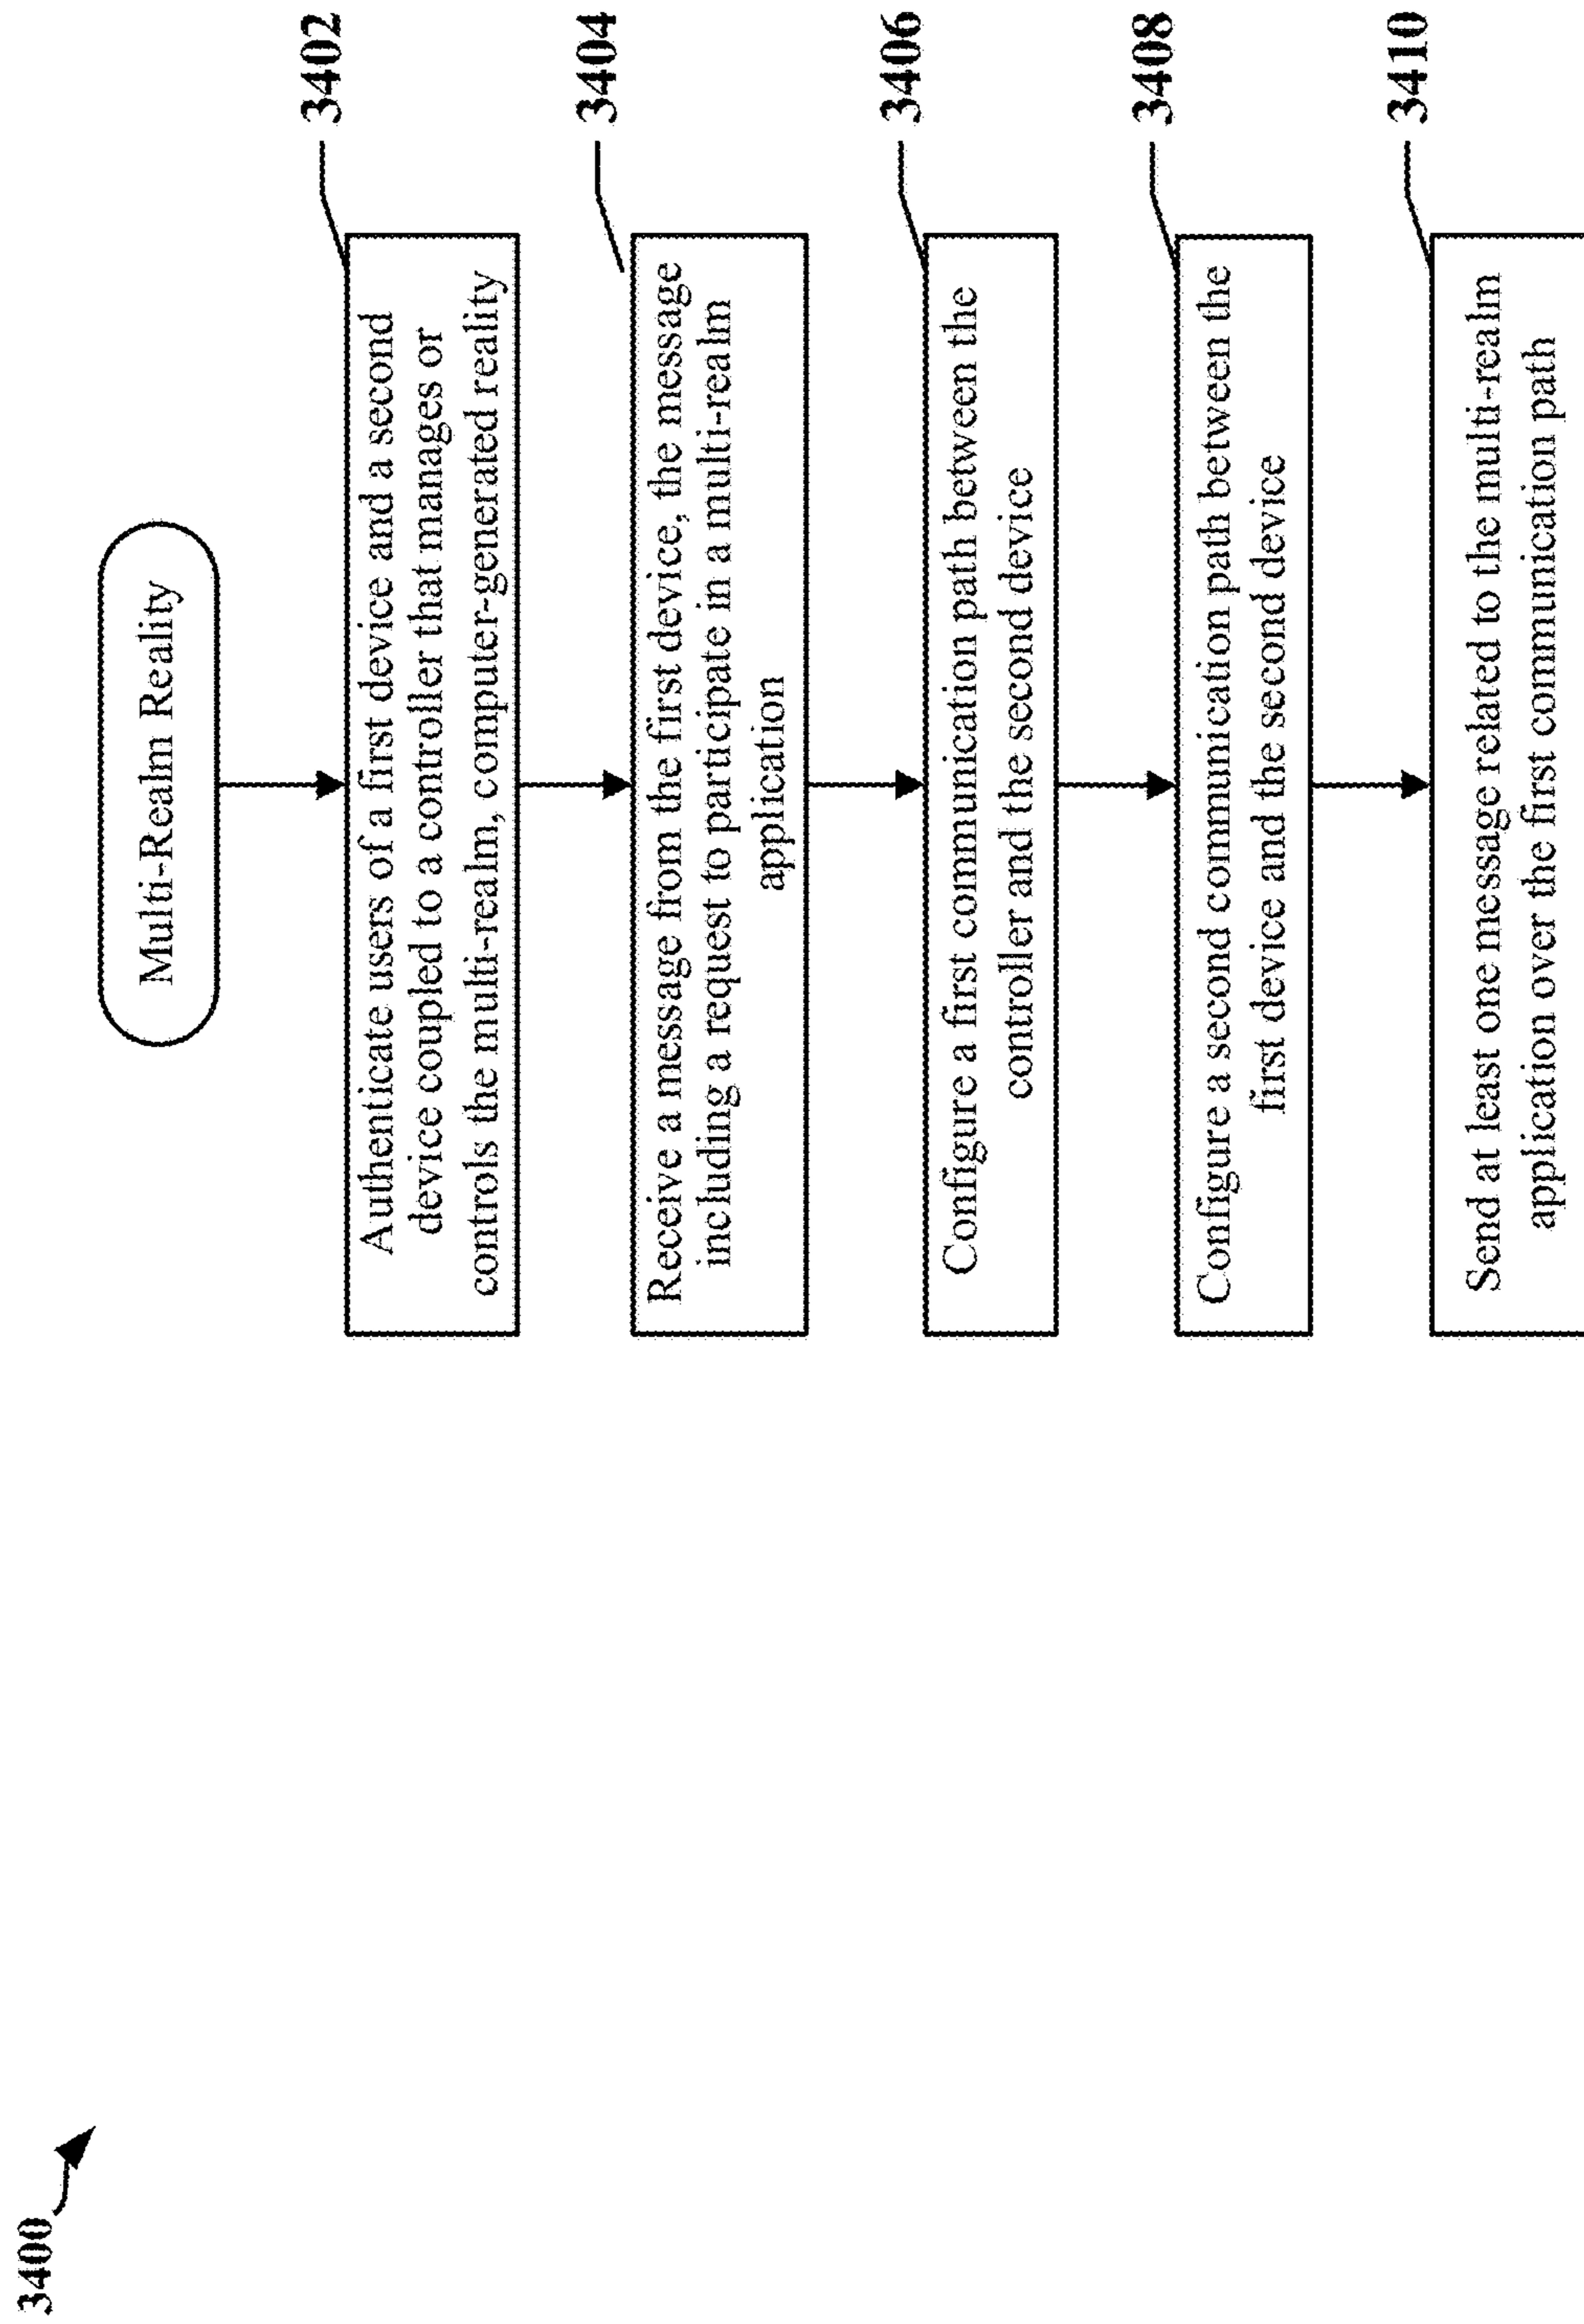 3400
Multi-Realm Reality
3402
Authenticate users of a first device and a second
device coupled to a controller that manages or
controls the multi-realm, computer-generated reality
3404
Receive a message from the first device, the message
including a request to participate in a multi-realm
application
3406
Configure a first communication path between the
controller and the second device
3408
Configure a second communication path between the
first device and the second device
3410
Send at least one message related to the multi-realm
application over the first communication path